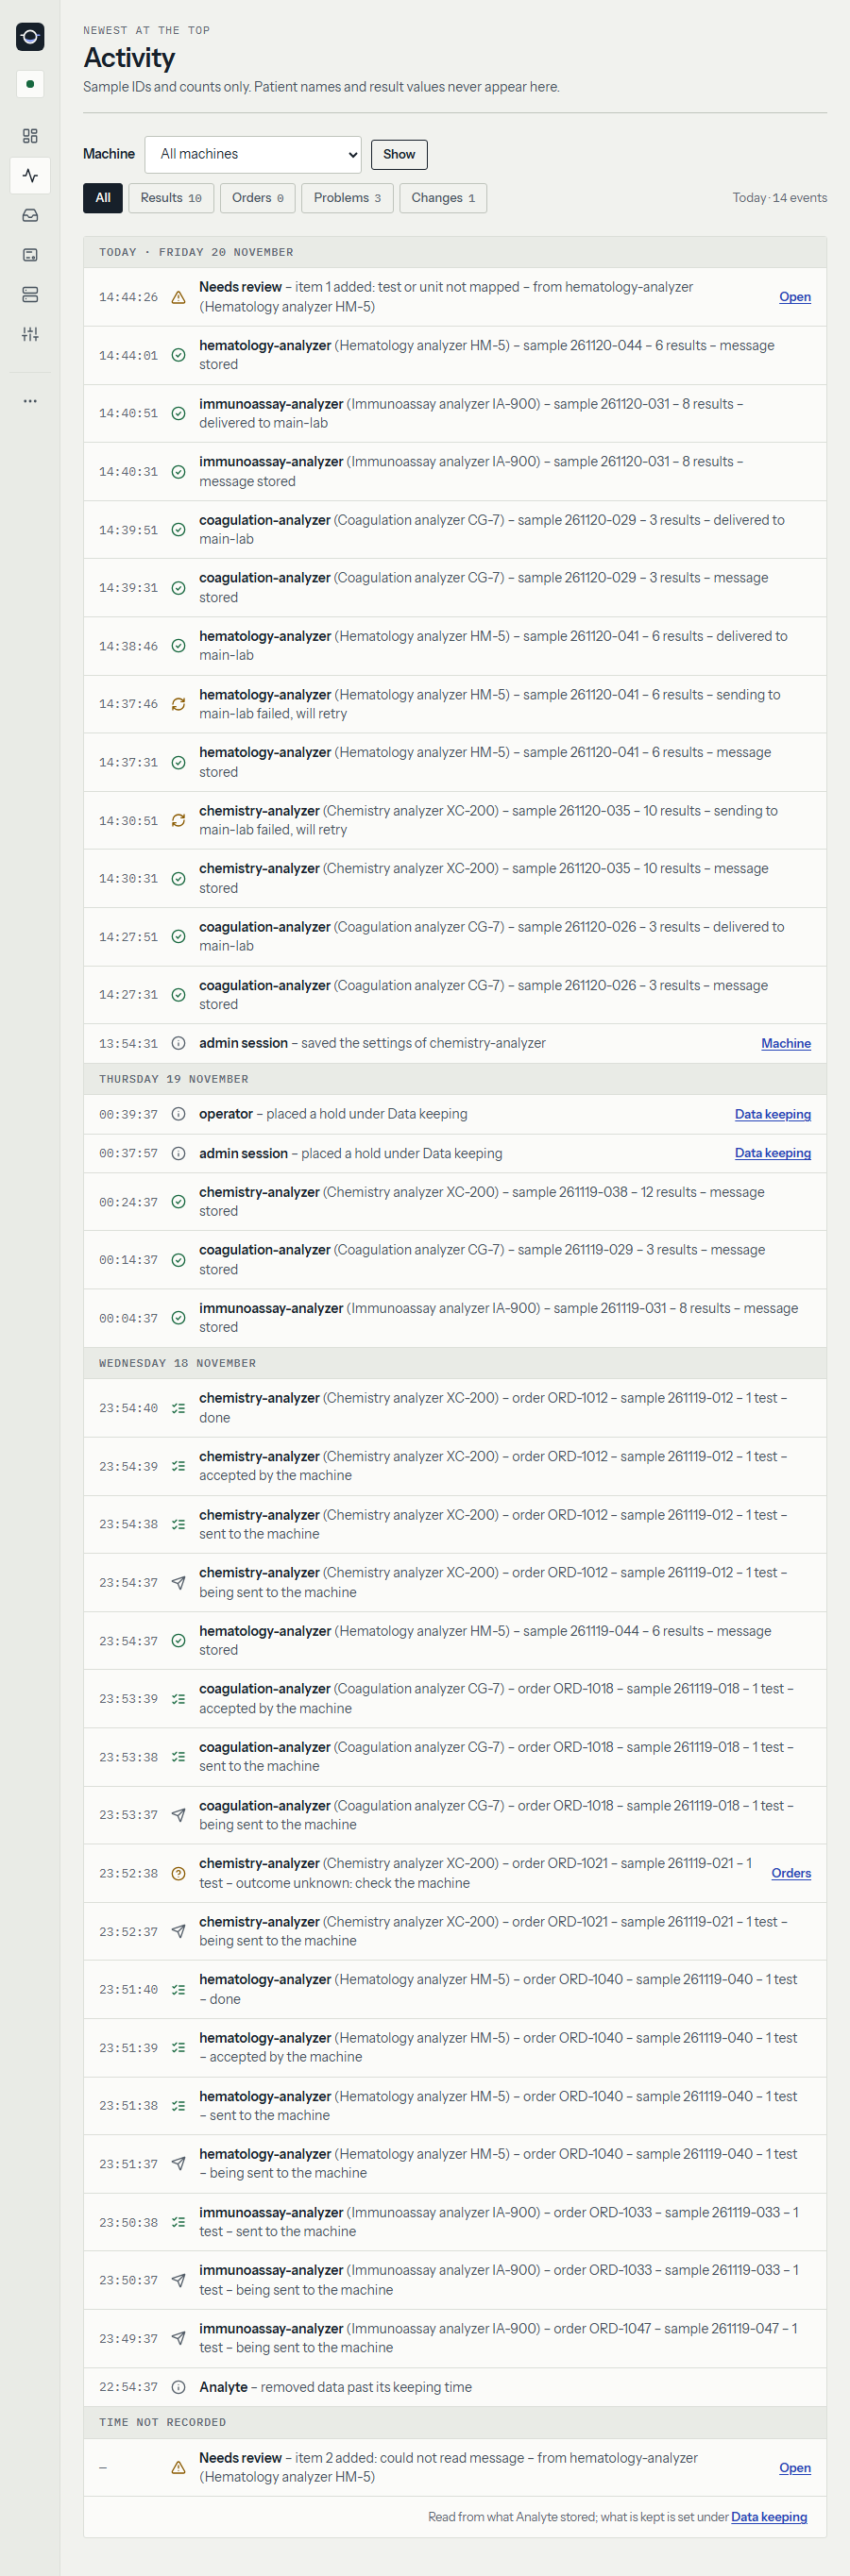 NEWEST AT THE TOP
Activity
Sample IDs and counts only. Patient names and result values never appear here.
Machine All machines Show
All Results 10 Orders 0 Problems 3 Changes 1 Today · 14 events
TODAY · FRIDAY 20 NOVEMBER
14:44:26 Needs review – item 1 added: test or unit not mapped – from hematology-analyzer Open
(Hematology analyzer HM-5)
14:44:01 hematology-analyzer (Hematology analyzer HM-5) – sample 261120-044 – 6 results – message
stored
14:40:51 immunoassay-analyzer (Immunoassay analyzer IA-900) – sample 261120-031 – 8 results –
delivered to main-lab
14:40:31 immunoassay-analyzer (Immunoassay analyzer IA-900) – sample 261120-031 – 8 results –
message stored
14:39:51 coagulation-analyzer (Coagulation analyzer CG-7) – sample 261120-029 – 3 results – delivered to
main-lab
14:39:31 coagulation-analyzer (Coagulation analyzer CG-7) – sample 261120-029 – 3 results – message
stored
14:38:46 hematology-analyzer (Hematology analyzer HM-5) – sample 261120-041 – 6 results – delivered to
main-lab
14:37:46 hematology-analyzer (Hematology analyzer HM-5) – sample 261120-041 – 6 results – sending to
main-lab failed, will retry
14:37:31 hematology-analyzer (Hematology analyzer HM-5) – sample 261120-041 – 6 results – message
stored
14:30:51 chemistry-analyzer (Chemistry analyzer XC-200) – sample 261120-035 – 10 results – sending to
main-lab failed, will retry
14:30:31 chemistry-analyzer (Chemistry analyzer XC-200) – sample 261120-035 – 10 results – message
stored
14:27:51 coagulation-analyzer (Coagulation analyzer CG-7) – sample 261120-026 – 3 results – delivered to
main-lab
14:27:31 coagulation-analyzer (Coagulation analyzer CG-7) – sample 261120-026 – 3 results – message
stored
13:54:31 admin session – saved the settings of chemistry-analyzer Machine
THURSDAY 19 NOVEMBER
00:39:37 operator – placed a hold under Data keeping Data keeping
00:37:57 admin session – placed a hold under Data keeping Data keeping
00:24:37 chemistry-analyzer (Chemistry analyzer XC-200) – sample 261119-038 – 12 results – message
stored
00:14:37 coagulation-analyzer (Coagulation analyzer CG-7) – sample 261119-029 – 3 results – message
stored
00:04:37 immunoassay-analyzer (Immunoassay analyzer IA-900) – sample 261119-031 – 8 results – message
stored
WEDNESDAY 18 NOVEMBER
23:54:40 chemistry-analyzer (Chemistry analyzer XC-200) – order ORD-1012 – sample 261119-012 – 1 test –
done
23:54:39 chemistry-analyzer (Chemistry analyzer XC-200) – order ORD-1012 – sample 261119-012 – 1 test –
accepted by the machine
23:54:38 chemistry-analyzer (Chemistry analyzer XC-200) – order ORD-1012 – sample 261119-012 – 1 test –
sent to the machine
23:54:37 chemistry-analyzer (Chemistry analyzer XC-200) – order ORD-1012 – sample 261119-012 – 1 test –
being sent to the machine
23:54:37 hematology-analyzer (Hematology analyzer HM-5) – sample 261119-044 – 6 results – message
stored
23:53:39 coagulation-analyzer (Coagulation analyzer CG-7) – order ORD-1018 – sample 261119-018 – 1 test –
accepted by the machine
23:53:38 coagulation-analyzer (Coagulation analyzer CG-7) – order ORD-1018 – sample 261119-018 – 1 test –
sent to the machine
23:53:37 coagulation-analyzer (Coagulation analyzer CG-7) – order ORD-1018 – sample 261119-018 – 1 test –
being sent to the machine
23:52:38 chemistry-analyzer (Chemistry analyzer XC-200) – order ORD-1021 – sample 261119-021 – 1 Orders
test – outcome unknown: check the machine
23:52:37 chemistry-analyzer (Chemistry analyzer XC-200) – order ORD-1021 – sample 261119-021 – 1 test –
being sent to the machine
23:51:40 hematology-analyzer (Hematology analyzer HM-5) – order ORD-1040 – sample 261119-040 – 1 test
– done
23:51:39 hematology-analyzer (Hematology analyzer HM-5) – order ORD-1040 – sample 261119-040 – 1 test
– accepted by the machine
23:51:38 hematology-analyzer (Hematology analyzer HM-5) – order ORD-1040 – sample 261119-040 – 1 test
– sent to the machine
23:51:37 hematology-analyzer (Hematology analyzer HM-5) – order ORD-1040 – sample 261119-040 – 1 test
– being sent to the machine
23:50:38 immunoassay-analyzer (Immunoassay analyzer IA-900) – order ORD-1033 – sample 261119-033 – 1
test – sent to the machine
23:50:37 immunoassay-analyzer (Immunoassay analyzer IA-900) – order ORD-1033 – sample 261119-033 – 1
test – being sent to the machine
23:49:37 immunoassay-analyzer (Immunoassay analyzer IA-900) – order ORD-1047 – sample 261119-047 – 1
test – being sent to the machine
22:54:37 Analyte – removed data past its keeping time
TIME NOT RECORDED
– Needs review – item 2 added: could not read message – from hematology-analyzer Open
(Hematology analyzer HM-5)
Read from what Analyte stored; what is kept is set under Data keeping